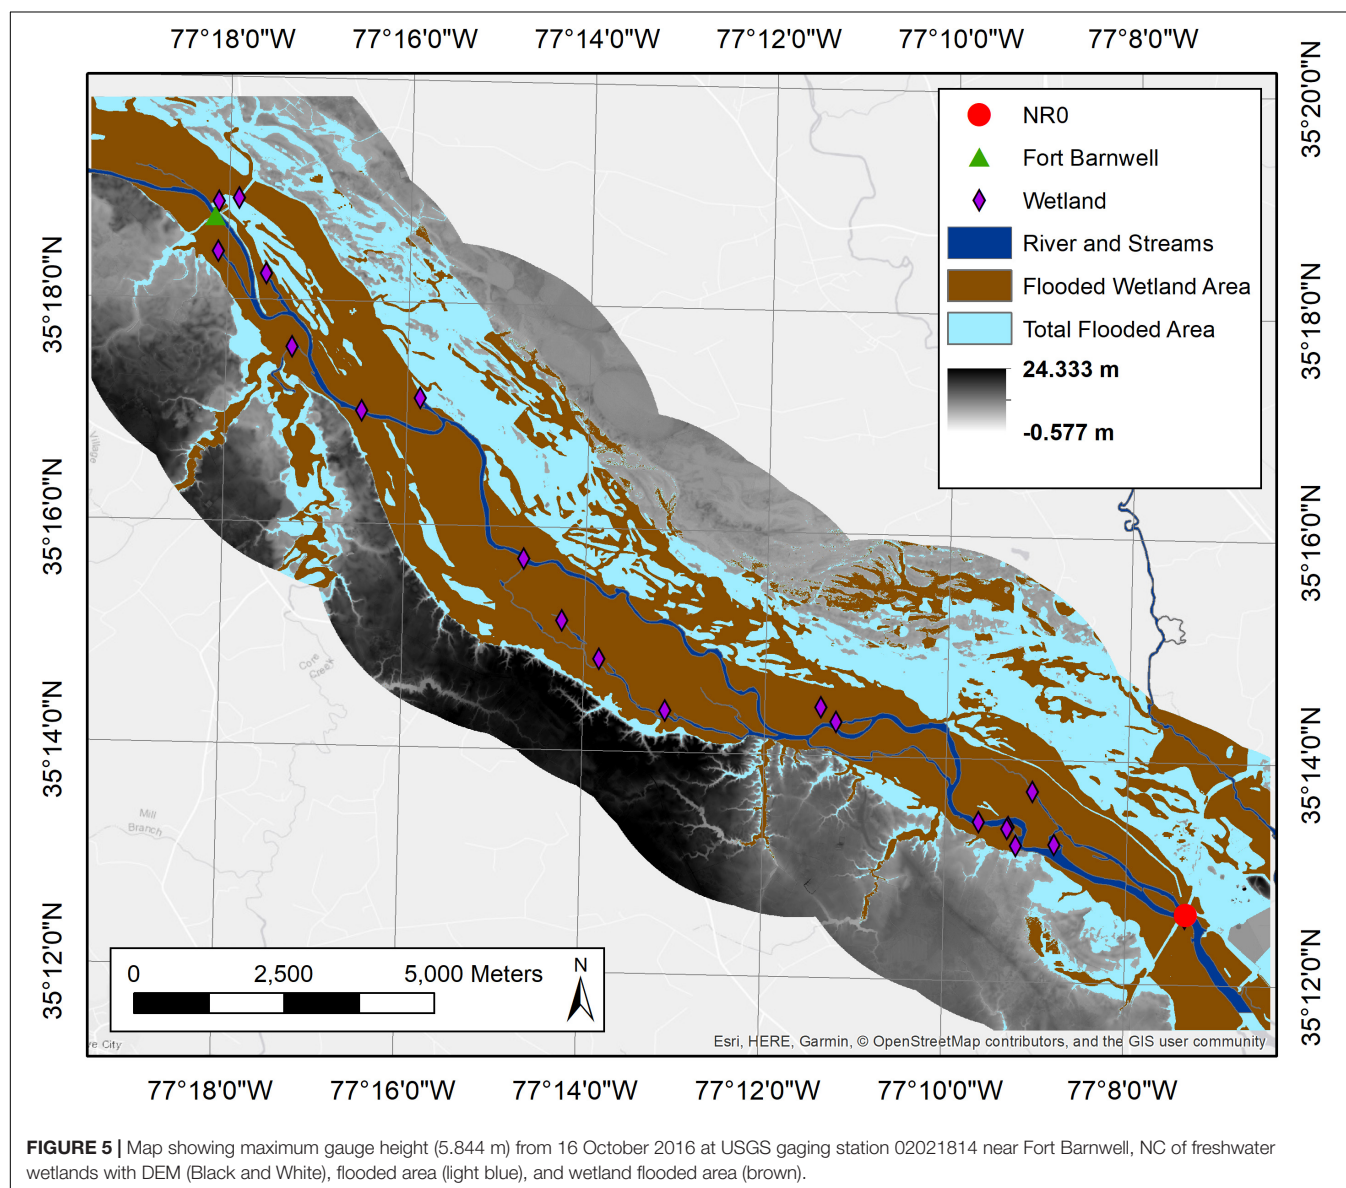 77°18'0"W 77°16'0"W 77°14'0"W 77°12'0"W 77°10'0"W 77°8'0"W
35°20'0"N
35°18'0"N
35°16'0"N
35°14'0"N
35°12'0"N
NR0
Fort Barnwell
Wetland
River and Streams
Flooded Wetland Area
Total Flooded Area
24.333 m
-0.577 m
35°18'0"N
35°16'0"N
35°14'0"N
35°12'0"N
Village
Core
Creek
Mill
Branch
0 2,500 5,000 Meters
N
ve City
Esri, HERE, Garmin, © OpenStreetMap contributors, and the GIS user community
77°18'0"W 77°16'0"W 77°14'0"W 77°12'0"W 77°10'0"W 77°8'0"W
FIGURE 5 | Map showing maximum gauge height (5.844 m) from 16 October 2016 at USGS gaging station 02021814 near Fort Barnwell, NC of freshwater
wetlands with DEM (Black and White), flooded area (light blue), and wetland flooded area (brown).